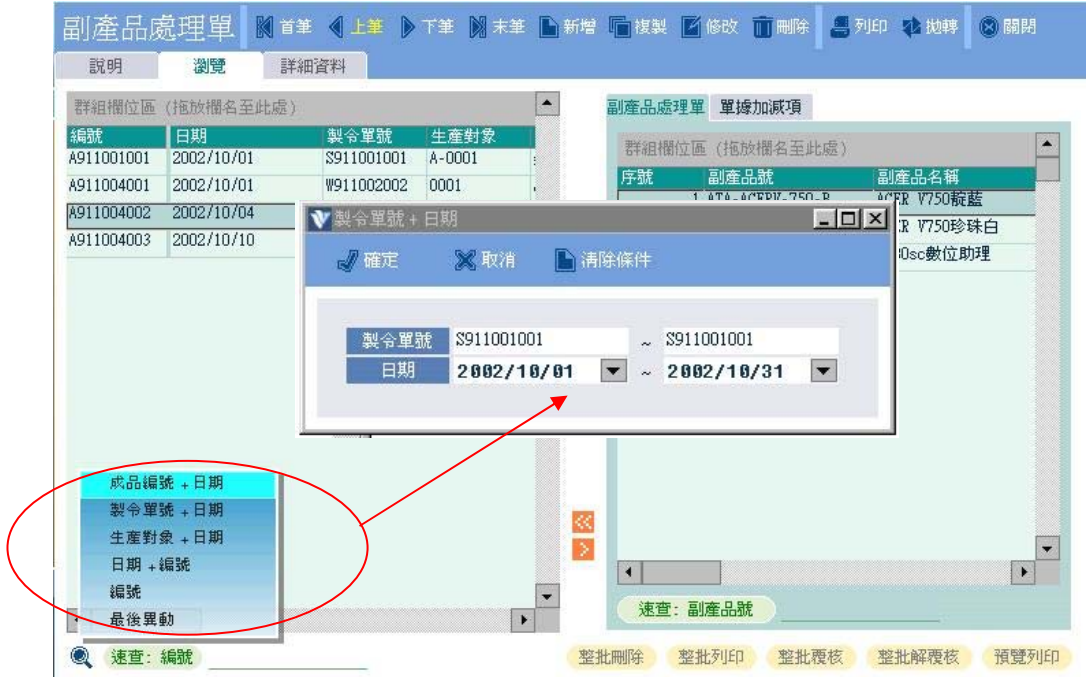 副產品處理單 首筆 上筆 下筆 末筆 新增 複製 修改 刪除 列印 拋轉 關閉
說明 瀏覽 詳細資料
群組欄位區 (拖放欄名至此處)
編號 日期 製令單號 生產對象
A911001001 2002/10/01 S911001001 A-0001
A911004001 2002/10/01 W911002002 0001
A911004002 2002/10/04
A911004003 2002/10/10
副產品處理單 單據加減項
群組欄位區 (拖放欄名至此處)
序號 副產品號 副產品名稱
1 ATA-ACERV-750-B ACER V750靛藍
ER V750珍珠白
0sc數位助理
製令單號 + 日期
確定 取消 清除條件
製令單號 S911001001 ~ S911001001
日期 2002/10/01 ~ 2002/10/31
成品編號 + 日期
製令單號 + 日期
生產對象 + 日期
日期 + 編號
編號
最後異動
速查: 副產品號
速查: 編號
整批刪除 整批列印 整批覆核 整批解覆核 預覽列印